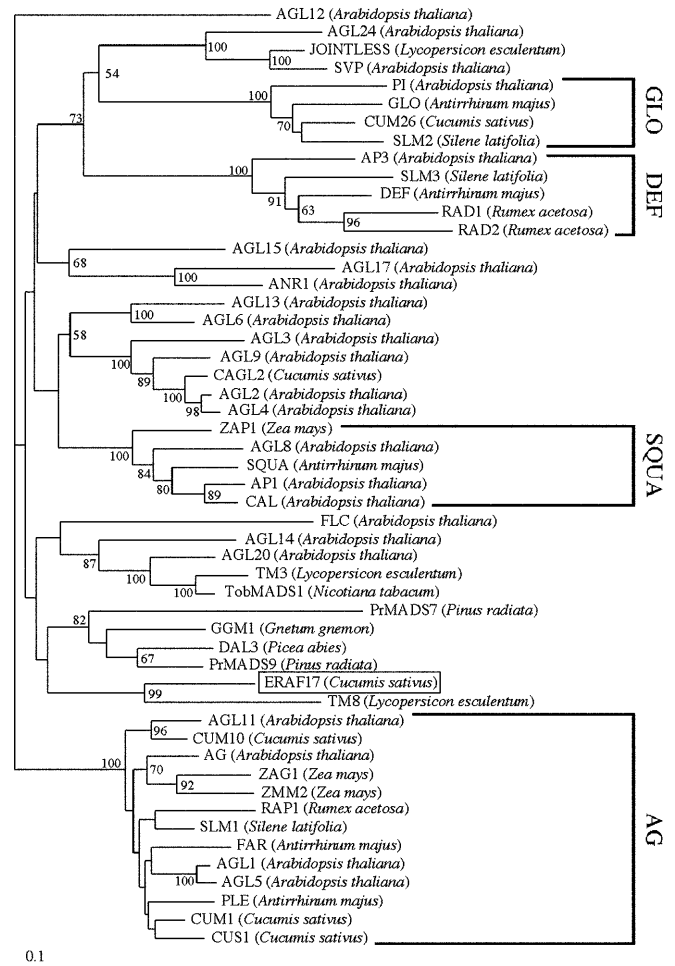 AGL12 (Arabidopsis thaliana)
AGL24 (Arabidopsis thaliana)
100
JOINTLESS (Lycopersicon esculentum)
100
SVP (Arabidopsis thaliana)
54
PI (Arabidopsis thaliana)
100
GLO (Antirrhinum majus)
GLO
73
CUM26 (Cucumis sativus)
70
SLM2 (Silene latifolia)
AP3 (Arabidopsis thaliana)
100
SLM3 (Silene latifolia)
DEF
91
DEF (Antirrhinum majus)
63
RAD1 (Rumex acetosa)
96
RAD2 (Rumex acetosa)
AGL15 (Arabidopsis thaliana)
68
AGL17 (Arabidopsis thaliana)
100
ANR1 (Arabidopsis thaliana)
AGL13 (Arabidopsis thaliana)
100
AGL6 (Arabidopsis thaliana)
58
AGL3 (Arabidopsis thaliana)
100
AGL9 (Arabidopsis thaliana)
89
CAGL2 (Cucumis sativus)
100
AGL2 (Arabidopsis thaliana)
98
AGL4 (Arabidopsis thaliana)
ZAP1 (Zea mays)
100
AGL8 (Arabidopsis thaliana)
84
SQUA (Antirrhinum majus)
SQUA
80
AP1 (Arabidopsis thaliana)
89
CAL (Arabidopsis thaliana)
FLC (Arabidopsis thaliana)
AGL14 (Arabidopsis thaliana)
87
AGL20 (Arabidopsis thaliana)
100
TM3 (Lycopersicon esculentum)
100
TobMADS1 (Nicotiana tabacum)
PrMADS7 (Pinus radiata)
82
GGM1 (Gnetum gnemon)
DAL3 (Picea abies)
67
PrMADS9 (Pinus radiata)
ERAF17 (Cucumis sativus)
99
TM8 (Lycopersicon esculentum)
AGL11 (Arabidopsis thaliana)
96
CUM10 (Cucumis sativus)
100
AG (Arabidopsis thaliana)
70
ZAG1 (Zea mays)
92
ZMM2 (Zea mays)
RAP1 (Rumex acetosa)
SLM1 (Silene latifolia)
AG
FAR (Antirrhinum majus)
AGL1 (Arabidopsis thaliana)
100
AGL5 (Arabidopsis thaliana)
PLE (Antirrhinum majus)
CUM1 (Cucumis sativus)
CUS1 (Cucumis sativus)
0.1